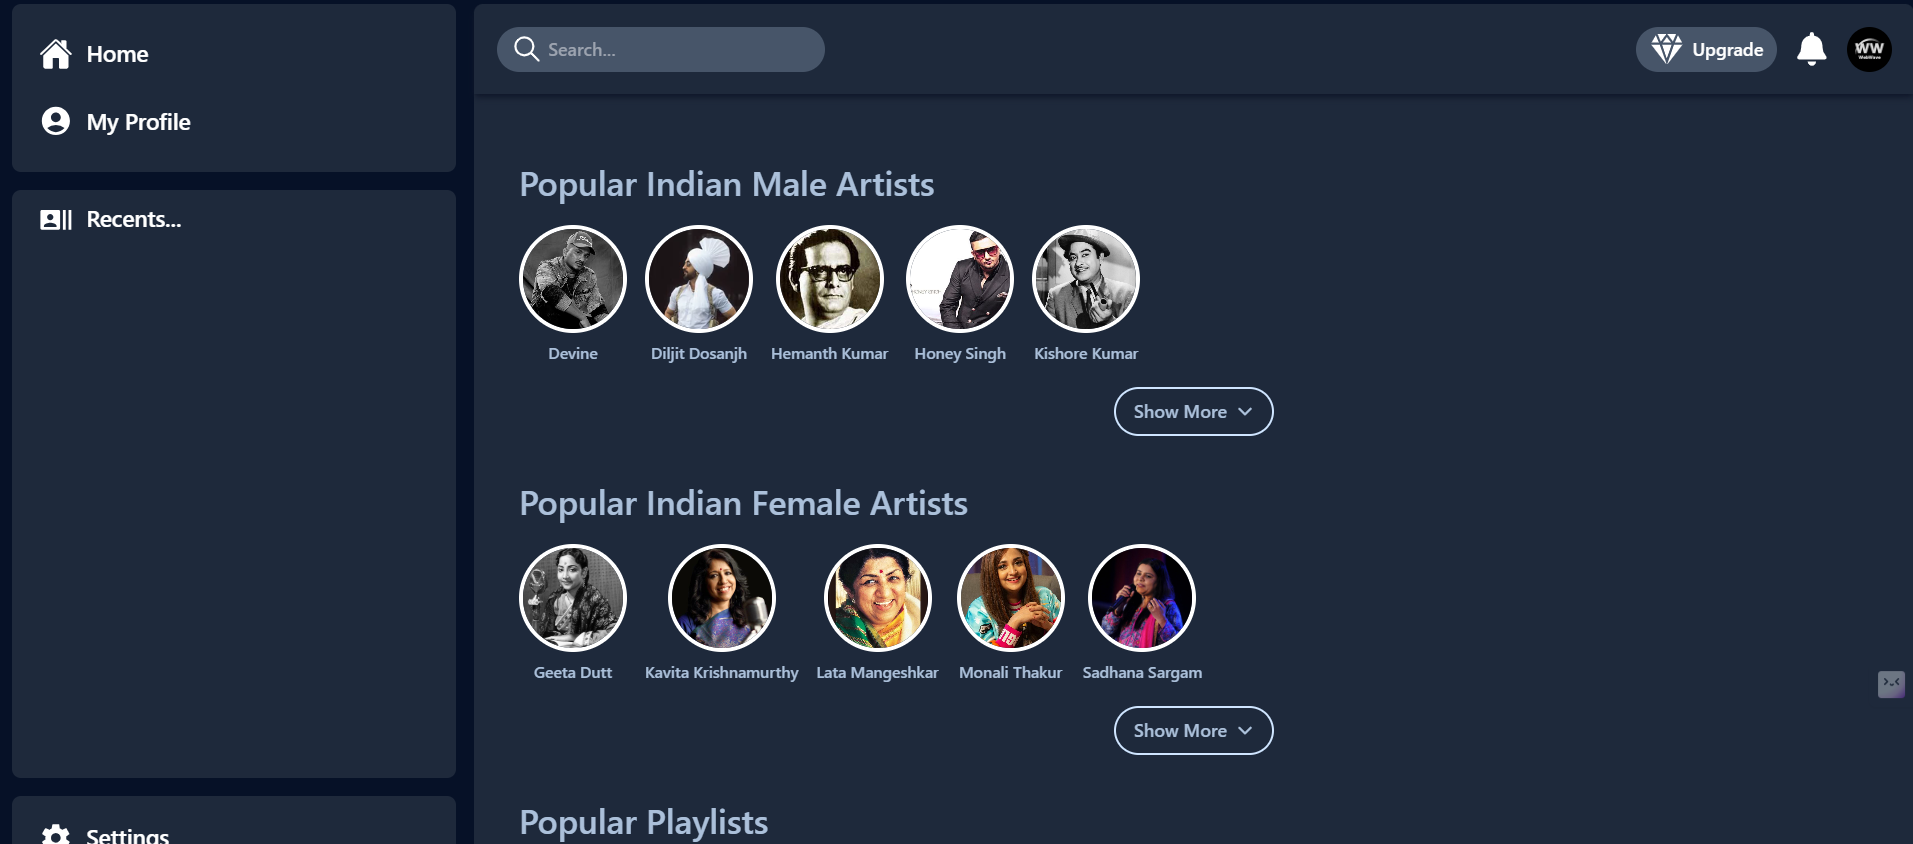 Home
My Profile
Recents...
Settings
Search...
Upgrade
WW
WebWave
Popular Indian Male Artists
Devine
Diljit Dosanjh
Hemanth Kumar
Honey Singh
Kishore Kumar
Show More
Popular Indian Female Artists
Geeta Dutt
Kavita Krishnamurthy
Lata Mangeshkar
Monali Thakur
Sadhana Sargam
Show More
Popular Playlists